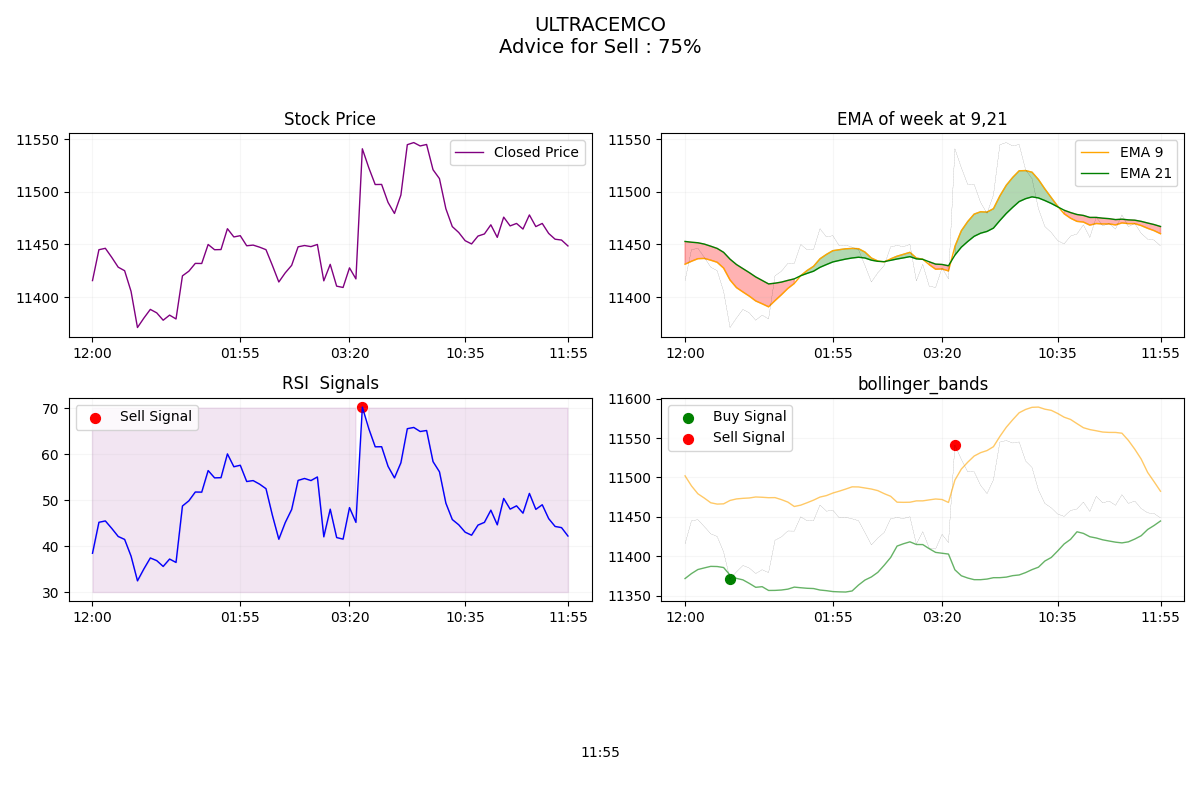 ULTRACEMCO
Advice for Sell : 75%
Stock Price
11550
11500
11450
11400
Closed Price
12:00 01:55 03:20 10:35 11:55
EMA of week at 9,21
11550
11500
11450
11400
EMA 9
EMA 21
12:00 01:55 03:20 10:35 11:55
RSI  Signals
70
60
50
40
30
Sell Signal
12:00 01:55 03:20 10:35 11:55
bollinger_bands
11600
11550
11500
11450
11400
11350
Buy Signal
Sell Signal
12:00 01:55 03:20 10:35 11:55
11:55